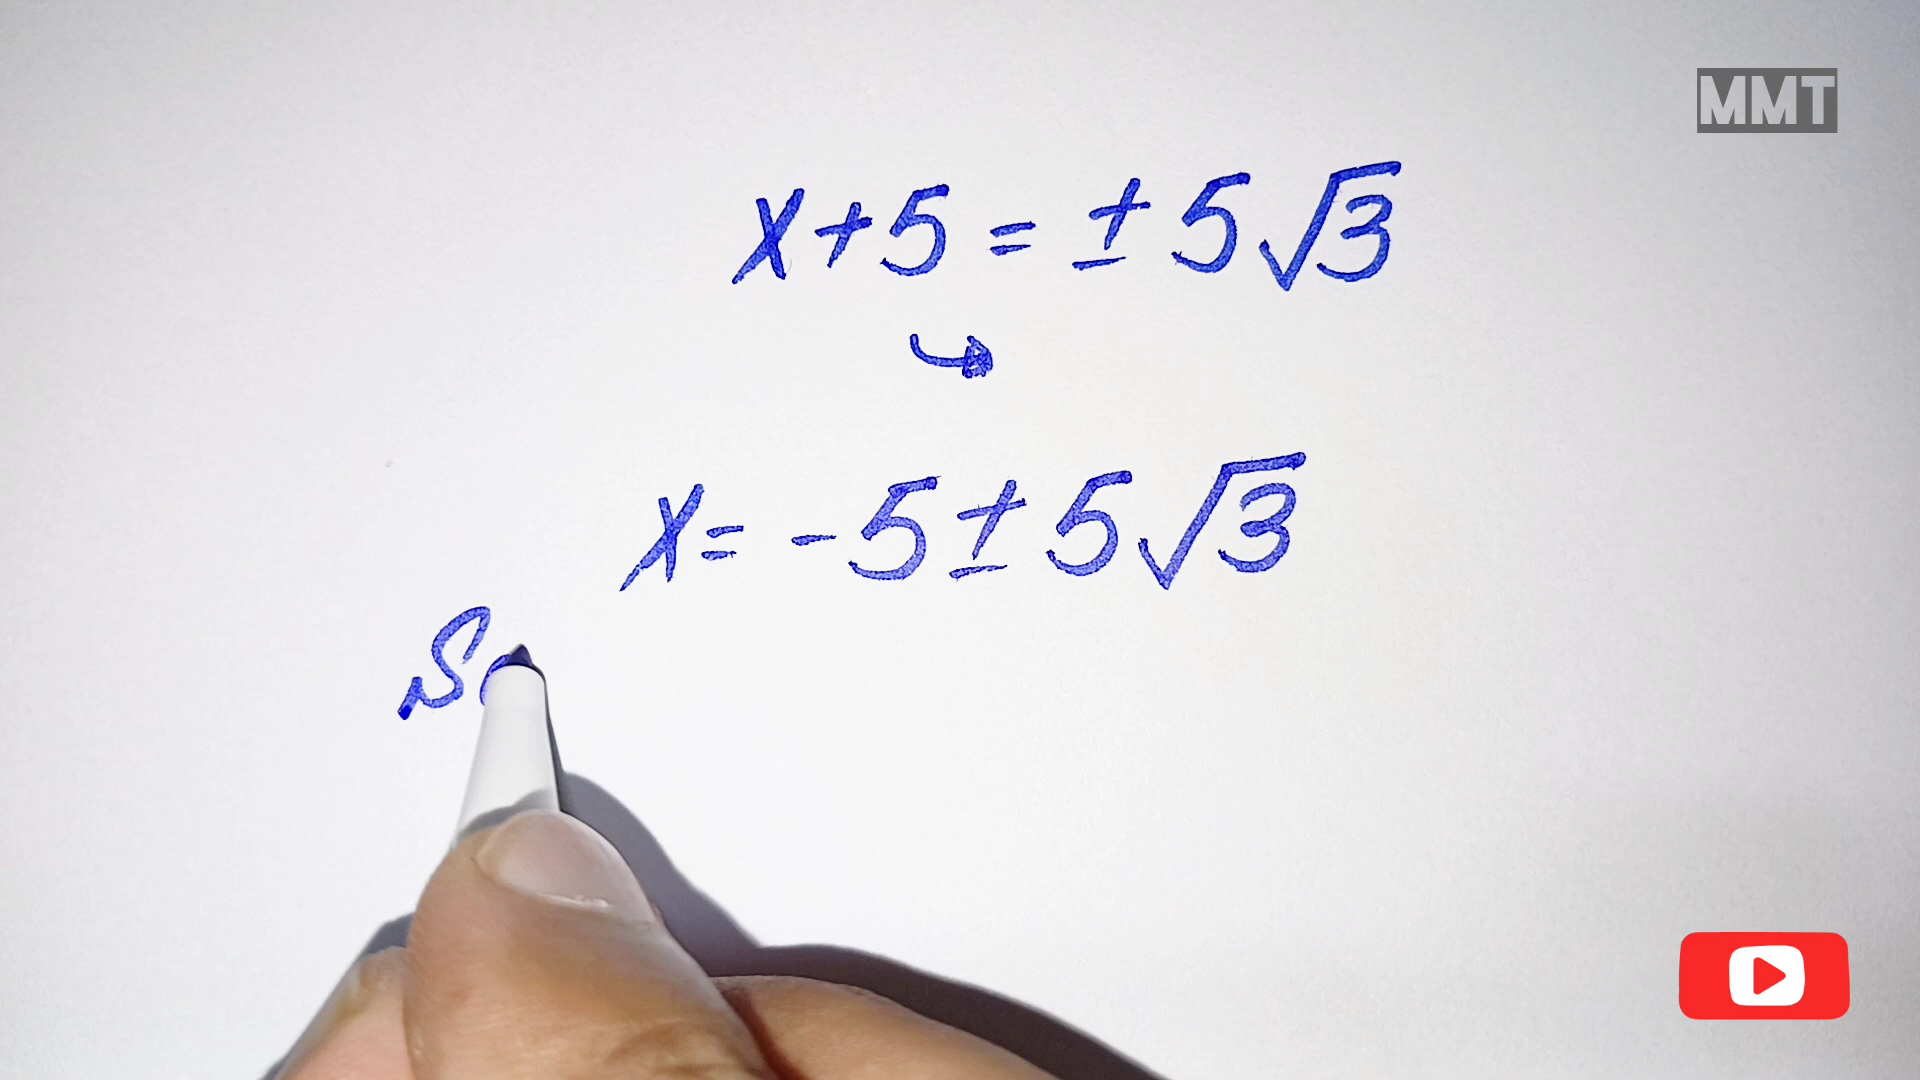 MMT
x+5 = ± 5√3
x = -5 ± 5√3